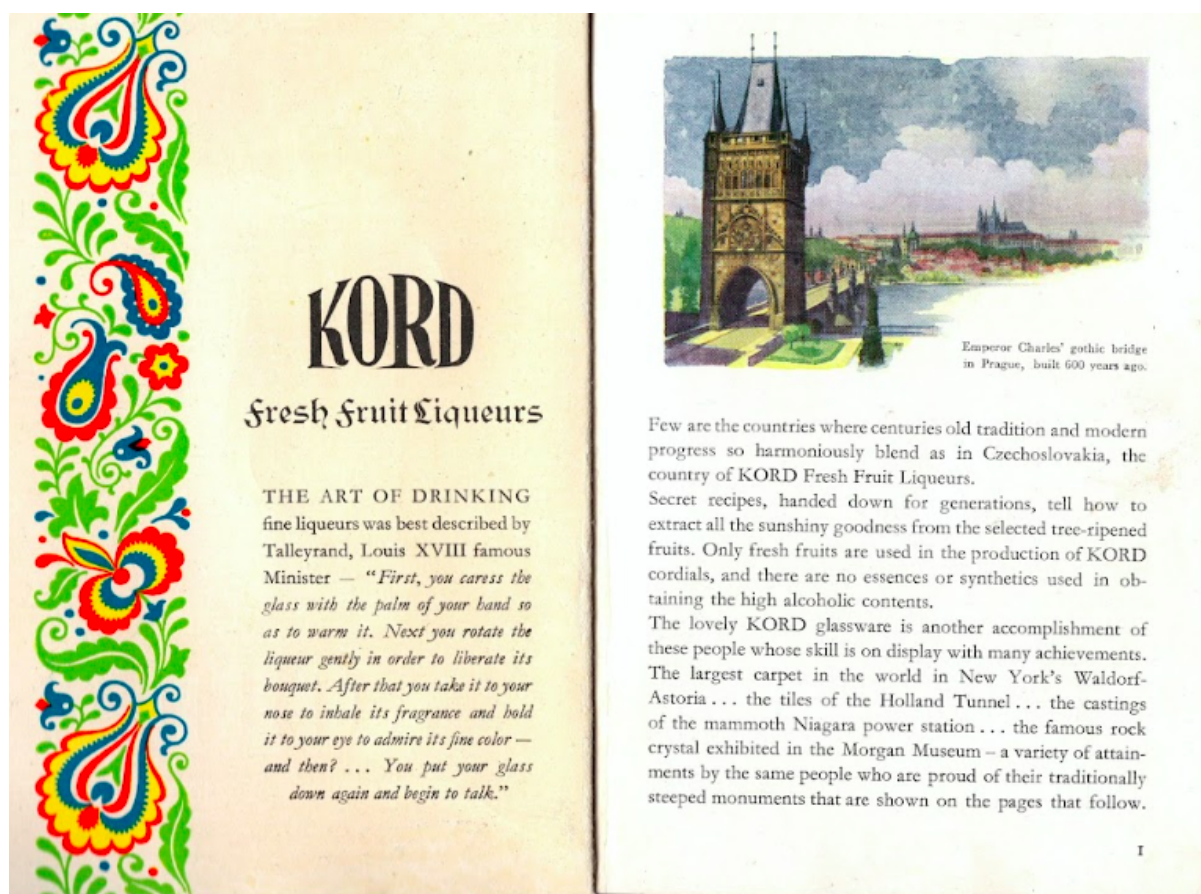 KORD
Fresh Fruit Liqueurs
THE ART OF DRINKING
fine liqueurs was best described by
Talleyrand, Louis XVIII famous
Minister — “First, you caress the
glass with the palm of your hand so
as to warm it. Next you rotate the
liqueur gently in order to liberate its
bouquet. After that you take it to your
nose to inhale its fragrance and hold
it to your eye to admire its fine color —
and then? ... You put your glass
down again and begin to talk.”
Emperor Charles’ gothic bridge
in Prague, built 600 years ago.
Few are the countries where centuries old tradition and modern
progress so harmoniously blend as in Czechoslovakia, the
country of KORD Fresh Fruit Liqueurs.
Secret recipes, handed down for generations, tell how to
extract all the sunshiny goodness from the selected tree-ripened
fruits. Only fresh fruits are used in the production of KORD
cordials, and there are no essences or synthetics used in ob-
taining the high alcoholic contents.
The lovely KORD glassware is another accomplishment of
these people whose skill is on display with many achievements.
The largest carpet in the world in New York’s Waldorf-
Astoria ... the tiles of the Holland Tunnel ... the castings
of the mammoth Niagara power station ... the famous rock
crystal exhibited in the Morgan Museum – a variety of attain-
ments by the same people who are proud of their traditionally
steeped monuments that are shown on the pages that follow.
1